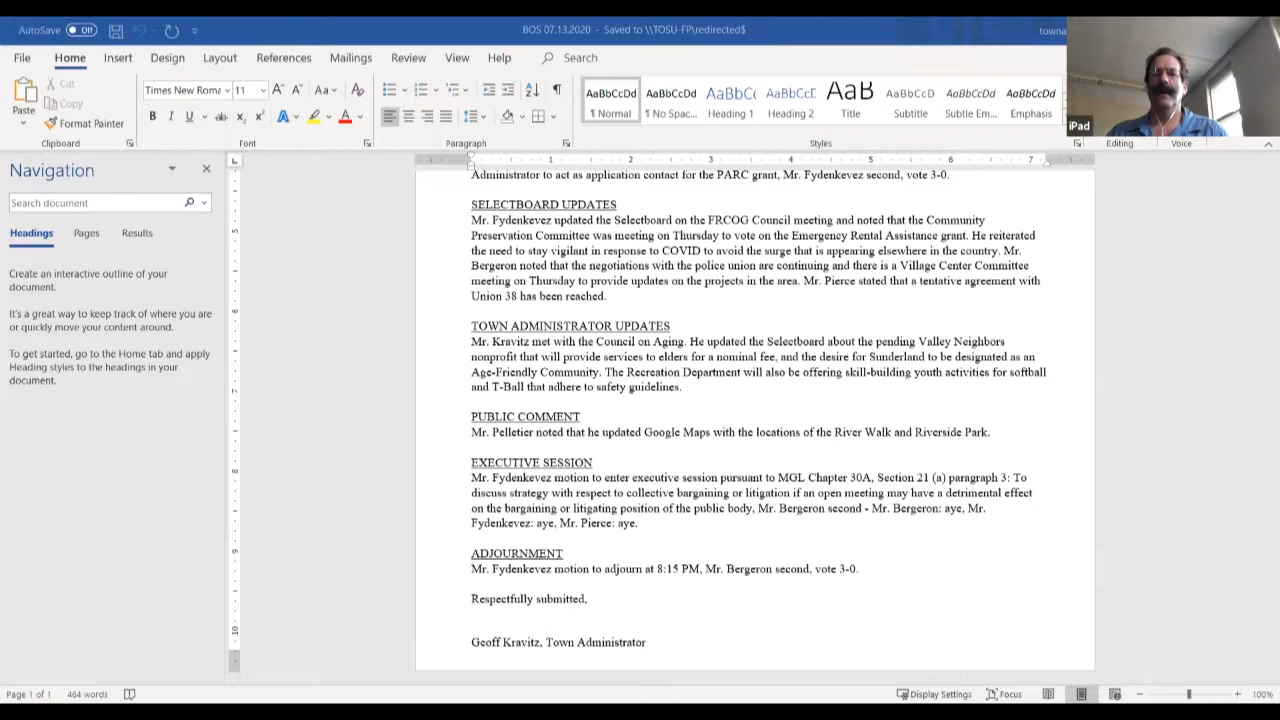 AutoSave Off BOS 07.13.2020 - Saved to \\TOSU-FP\redirected$ towna
File Home Insert Design Layout References Mailings Review View Help Search
Paste Cut Copy Format Painter
Times New Roma 11
AaBbCcDd AaBbCcDd AaBbCc AaBbCcD AaB AaBbCcD AaBbCcDd AaBbCcDd
¶ Normal ¶ No Spac... Heading 1 Heading 2 Title Subtitle Subtle Em... Emphasis
iPad
Clipboard Font Paragraph Styles Editing Voice
Navigation
Search document
Headings Pages Results
Create an interactive outline of your
document.
It's a great way to keep track of where you are
or quickly move your content around.
To get started, go to the Home tab and apply
Heading styles to the headings in your
document.
1 2 3 4 5 6 7
5
6
7
8
9
10
Administrator to act as application contact for the PARC grant, Mr. Fydenkevez second, vote 3-0.
SELECTBOARD UPDATES
Mr. Fydenkevez updated the Selectboard on the FRCOG Council meeting and noted that the Community
Preservation Committee was meeting on Thursday to vote on the Emergency Rental Assistance grant. He reiterated
the need to stay vigilant in response to COVID to avoid the surge that is appearing elsewhere in the country. Mr.
Bergeron noted that the negotiations with the police union are continuing and there is a Village Center Committee
meeting on Thursday to provide updates on the projects in the area. Mr. Pierce stated that a tentative agreement with
Union 38 has been reached.
TOWN ADMINISTRATOR UPDATES
Mr. Kravitz met with the Council on Aging. He updated the Selectboard about the pending Valley Neighbors
nonprofit that will provide services to elders for a nominal fee, and the desire for Sunderland to be designated as an
Age-Friendly Community. The Recreation Department will also be offering skill-building youth activities for softball
and T-Ball that adhere to safety guidelines.
PUBLIC COMMENT
Mr. Pelletier noted that he updated Google Maps with the locations of the River Walk and Riverside Park.
EXECUTIVE SESSION
Mr. Fydenkevez motion to enter executive session pursuant to MGL Chapter 30A, Section 21 (a) paragraph 3: To
discuss strategy with respect to collective bargaining or litigation if an open meeting may have a detrimental effect
on the bargaining or litigating position of the public body, Mr. Bergeron second - Mr. Bergeron: aye, Mr.
Fydenkevez: aye, Mr. Pierce: aye.
ADJOURNMENT
Mr. Fydenkevez motion to adjourn at 8:15 PM, Mr. Bergeron second, vote 3-0.
Respectfully submitted,
Geoff Kravitz, Town Administrator
Page 1 of 1 464 words Display Settings Focus 100%